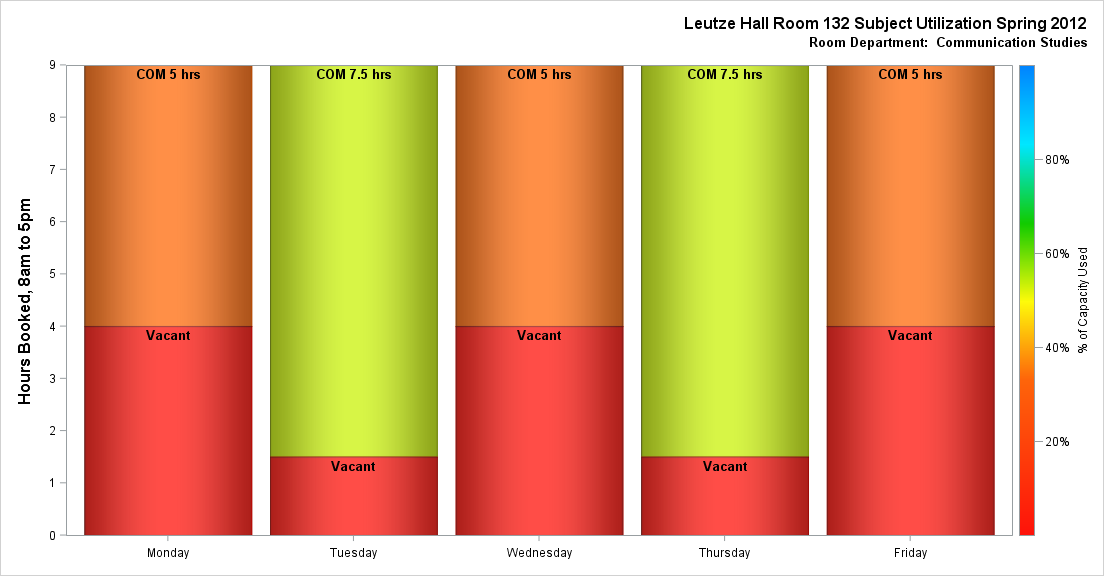 Leutze Hall Room 132 Subject Utilization Spring 2012
Room Department:  Communication Studies
Hours Booked, 8am to 5pm
9
8
7
6
5
4
3
2
1
0
COM 5 hrs
COM 7.5 hrs
COM 5 hrs
COM 7.5 hrs
COM 5 hrs
Vacant
Vacant
Vacant
Vacant
Vacant
Monday
Tuesday
Wednesday
Thursday
Friday
80%
60%
40%
20%
% of Capacity Used